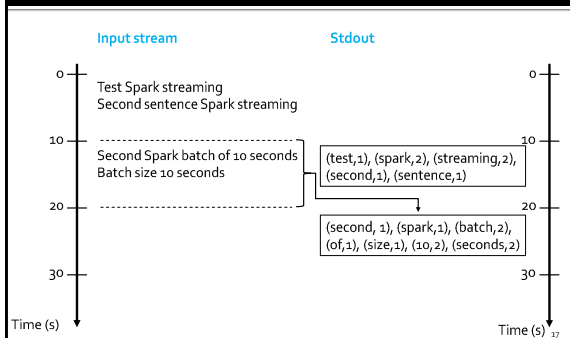 Input stream
Stdout
0
0
Test Spark streaming
Second sentence Spark streaming
10
10
Second Spark batch of 10 seconds
Batch size 10 seconds
(test,1), (spark,2), (streaming,2),
(second,1), (sentence,1)
20
20
(second, 1), (spark,1), (batch,2),
(of,1), (size,1), (10,2), (seconds,2)
30
30
Time (s)
Time (s)
17